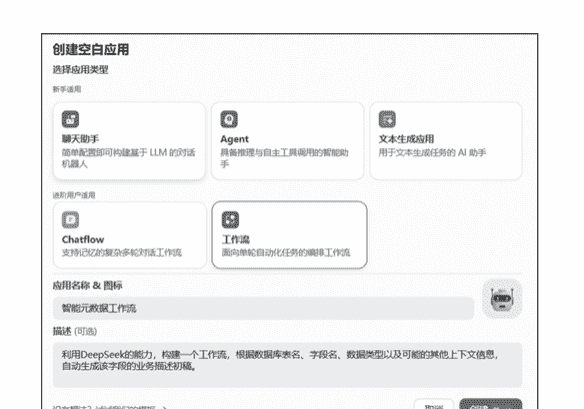 创建空白应用
选择应用类型
新手适用
聊天助手
简单配置即可构建基于 LLM 的对话
机器人
Agent
具备推理与自主工具调用的智能助
手
文本生成应用
用于文本生成任务的 AI 助手
进阶用户适用
Chatflow
支持记忆的复杂多轮对话工作流
工作流
面向单轮自动化任务的编排工作流
应用名称 & 图标
智能元数据工作流
描述 (可选)
利用DeepSeek的能力，构建一个工作流，根据数据库表名、字段名、数据类型以及可能的其他上下文信息，
自动生成该字段的业务描述初稿。